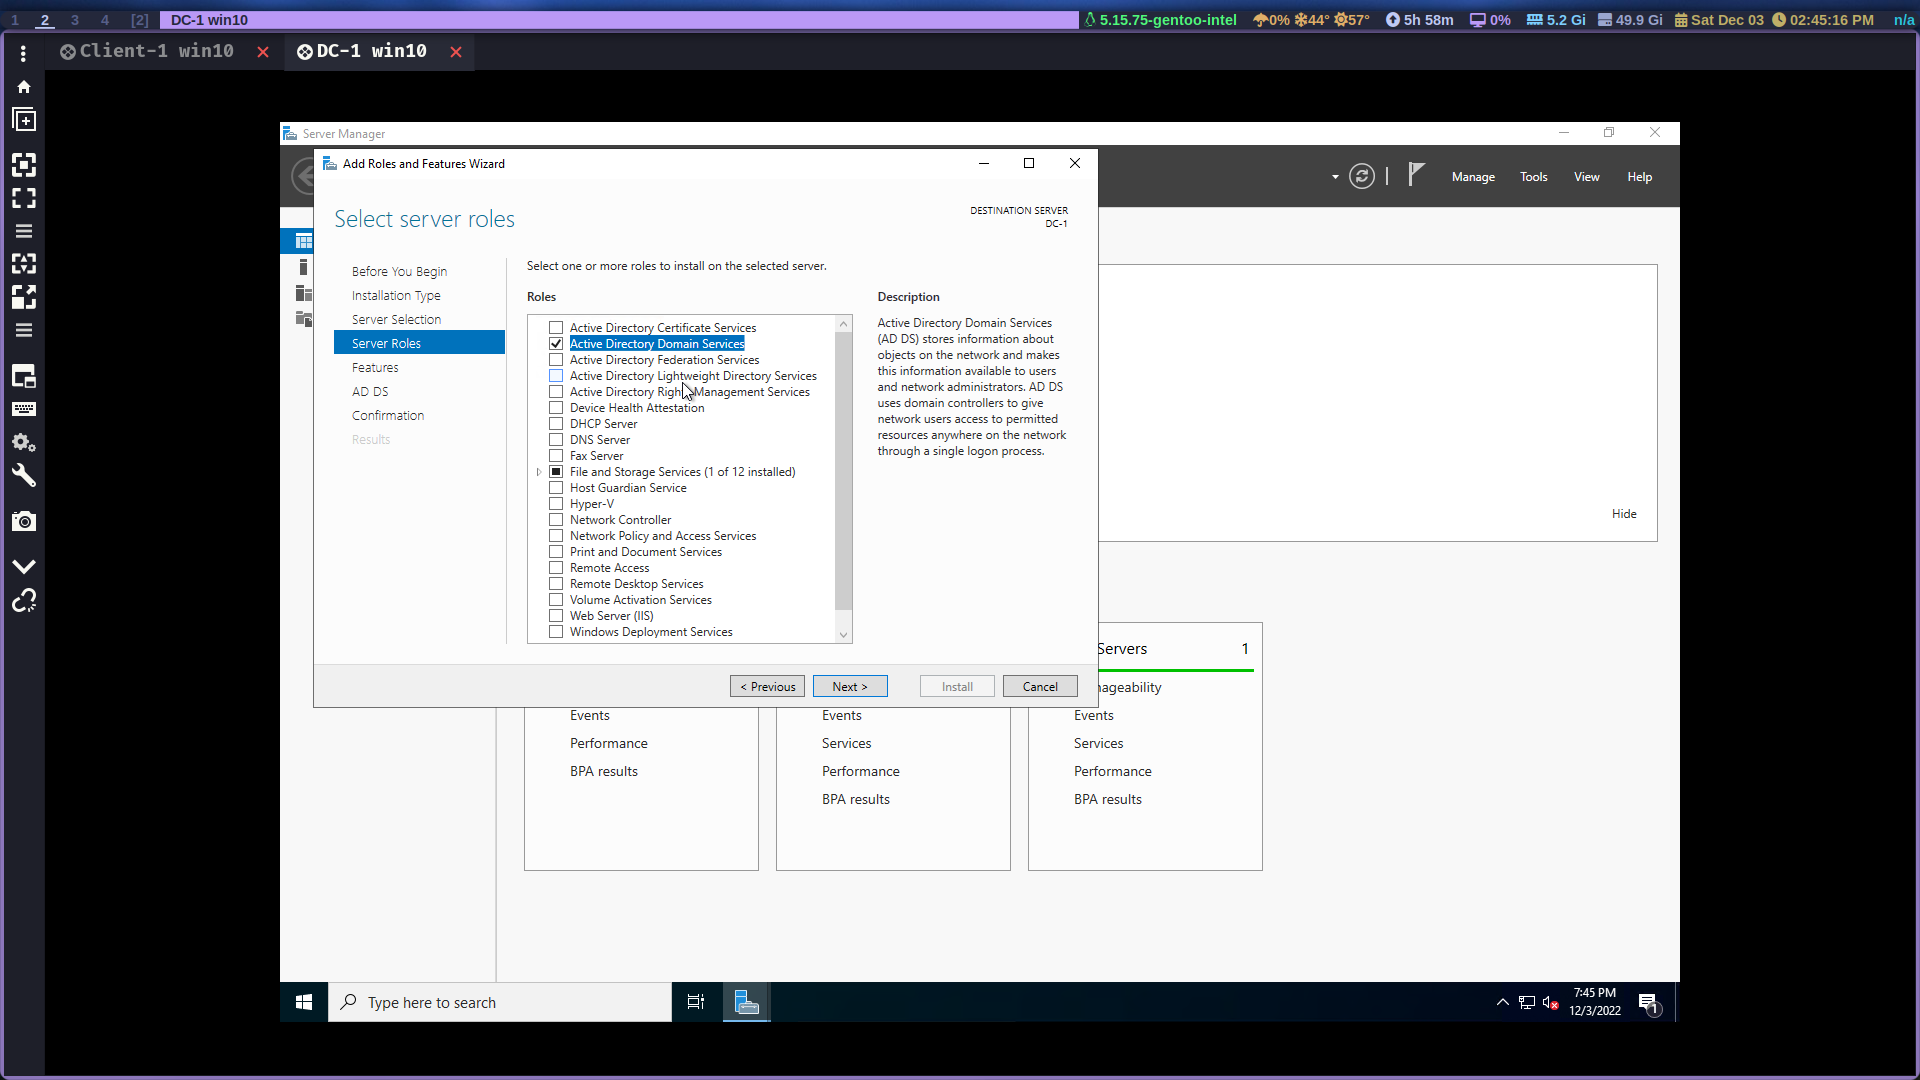 1 2 3 4 [2] DC-1 win10 5.15.75-gentoo-intel 0% 44° 57° 5h 58m 0% 5.2 Gi 49.9 Gi Sat Dec 03 02:45:16 PM n/a
Client-1 win10 DC-1 win10
Server Manager
Manage Tools View Help
Add Roles and Features Wizard
Select server roles
DESTINATION SERVER
DC-1
Before You Begin
Installation Type
Server Selection
Server Roles
Features
AD DS
Confirmation
Results
Select one or more roles to install on the selected server.
Roles
Active Directory Certificate Services
Active Directory Domain Services
Active Directory Federation Services
Active Directory Lightweight Directory Services
Active Directory Rights Management Services
Device Health Attestation
DHCP Server
DNS Server
Fax Server
File and Storage Services (1 of 12 installed)
Host Guardian Service
Hyper-V
Network Controller
Network Policy and Access Services
Print and Document Services
Remote Access
Remote Desktop Services
Volume Activation Services
Web Server (IIS)
Windows Deployment Services
Description
Active Directory Domain Services
(AD DS) stores information about
objects on the network and makes
this information available to users
and network administrators. AD DS
uses domain controllers to give
network users access to permitted
resources anywhere on the network
through a single logon process.
< Previous Next > Install Cancel
Hide
Servers 1
nageability
Events
Performance
BPA results
Events
Services
Performance
BPA results
Events
Services
Performance
BPA results
Type here to search
7:45 PM
12/3/2022
1